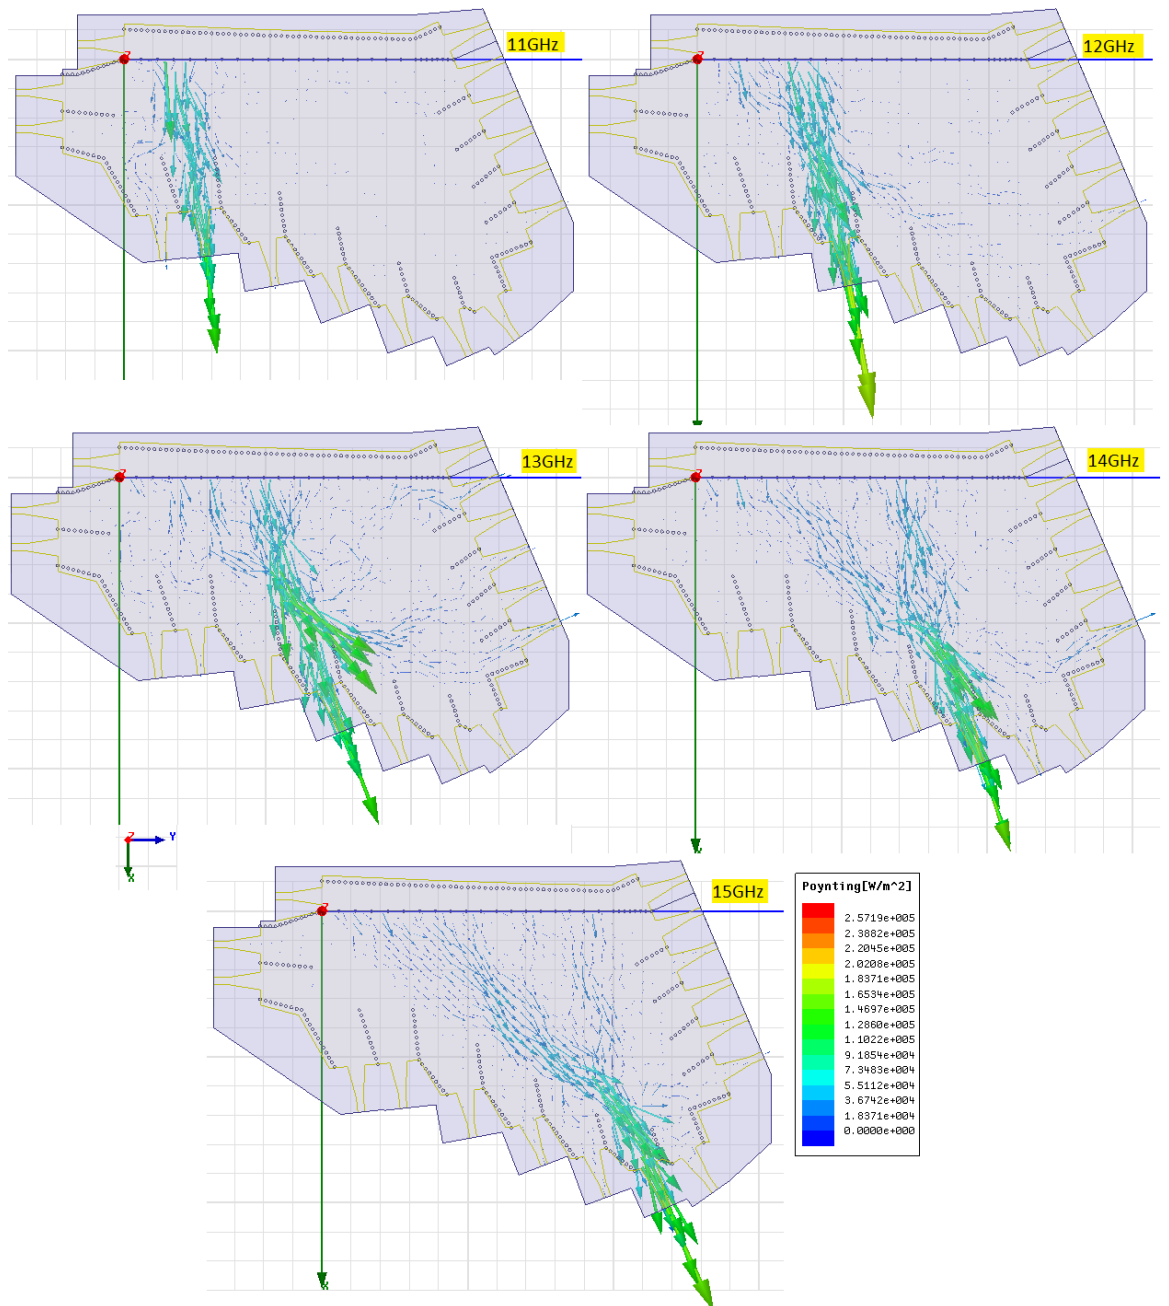 11GHz
12GHz
Z
Z
13GHz
14GHz
Z
Z
Z
Y
X
15GHz
Poynting[W/m^2]
2.5719e+005
2.3882e+005
2.2045e+005
2.0208e+005
1.8371e+005
1.6534e+005
1.4697e+005
1.2860e+005
1.1022e+005
9.1854e+004
7.3483e+004
5.5112e+004
3.6742e+004
1.8371e+004
0.0000e+000
Z
X